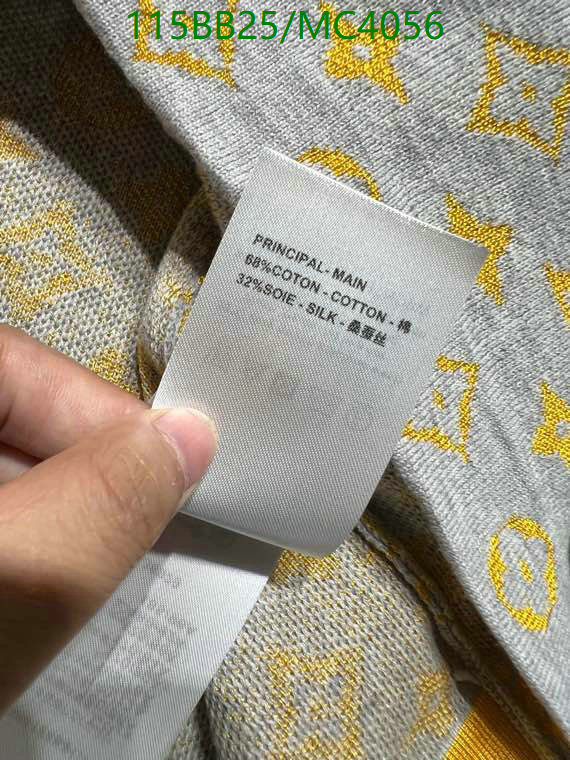 115BB25/MC4056
PRINCIPAL- MAIN
68%COTON - COTTON - 棉
32%SOIE - SILK - 桑蚕丝